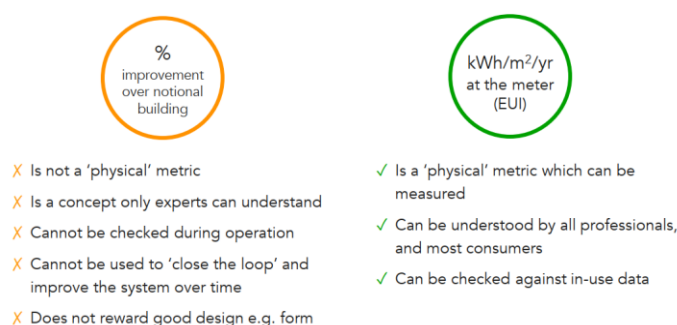 %
improvement
over notional
building
✗ Is not a ‘physical’ metric
✗ Is a concept only experts can understand
✗ Cannot be checked during operation
✗ Cannot be used to ‘close the loop’ and
improve the system over time
✗ Does not reward good design e.g. form
kWh/m²/yr
at the meter
(EUI)
✓ Is a ‘physical’ metric which can be
measured
✓ Can be understood by all professionals,
and most consumers
✓ Can be checked against in-use data